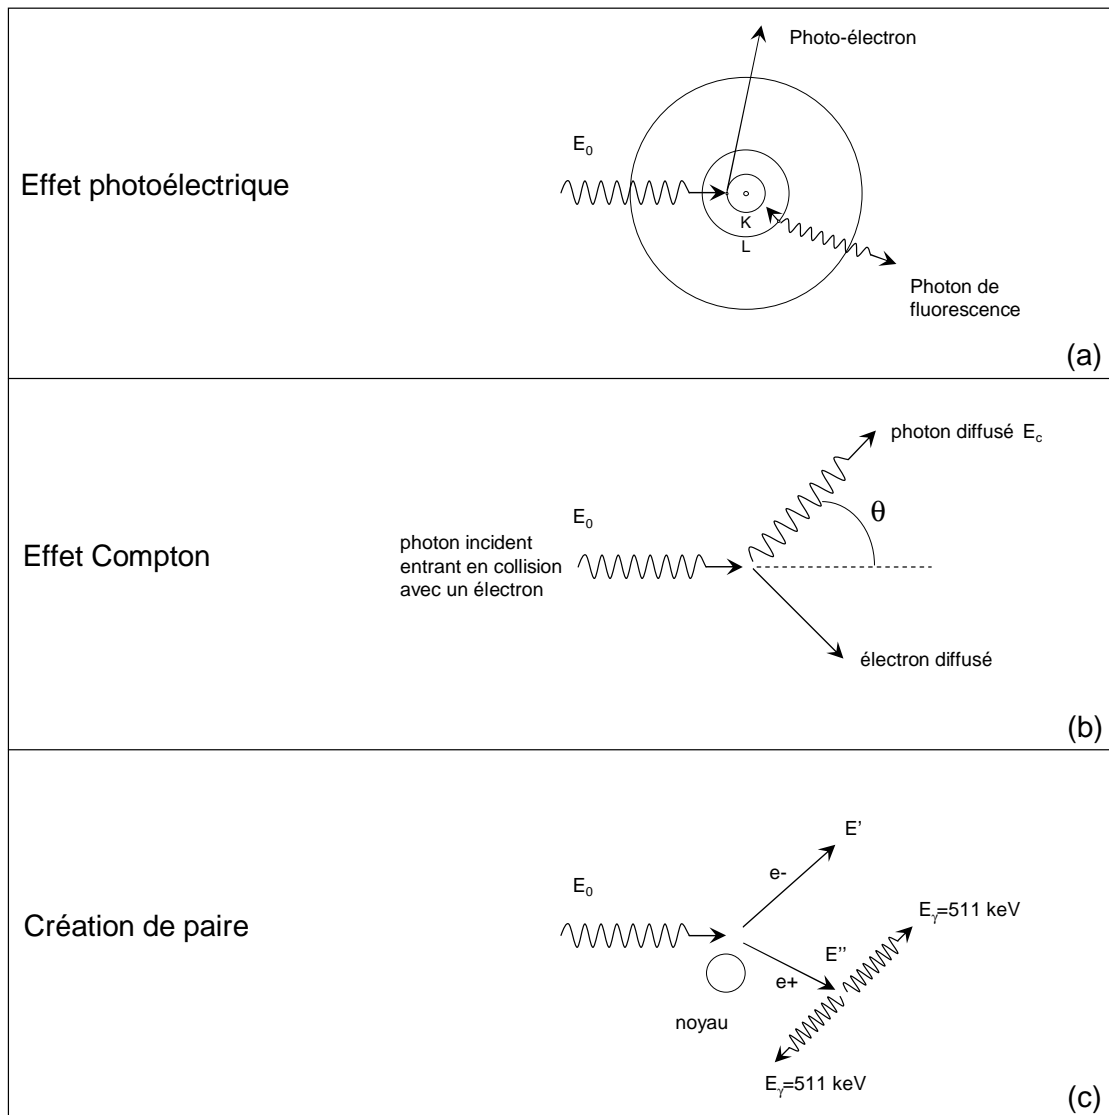 Effet photoélectrique
Photo-électron
E₀
K
L
Photon de
fluorescence
(a)
Effet Compton
E₀
photon incident
entrant en collision
avec un électron
photon diffusé E_c
θ
électron diffusé
(b)
Création de paire
E₀
e-
E'
E''
e+
noyau
Eᵧ=511 keV
Eᵧ=511 keV
(c)